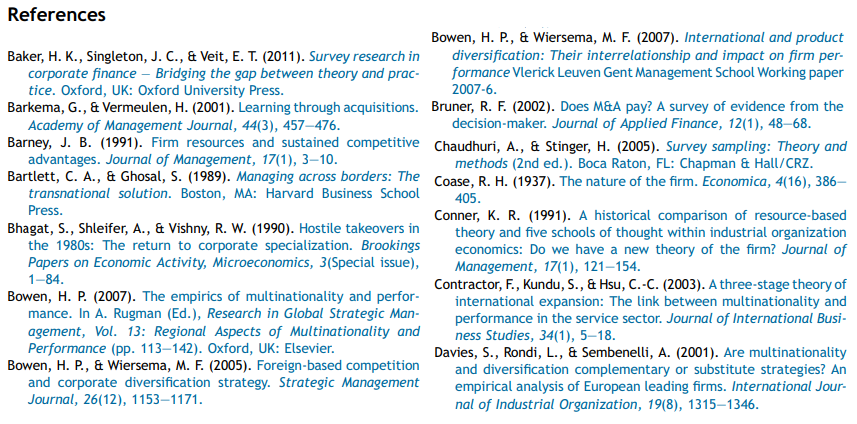 References
Baker, H. K., Singleton, J. C., & Veit, E. T. (2011). Survey research in
corporate finance — Bridging the gap between theory and prac-
tice. Oxford, UK: Oxford University Press.
Barkema, G., & Vermeulen, H. (2001). Learning through acquisitions.
Academy of Management Journal, 44(3), 457—476.
Barney, J. B. (1991). Firm resources and sustained competitive
advantages. Journal of Management, 17(1), 3—10.
Bartlett, C. A., & Ghosal, S. (1989). Managing across borders: The
transnational solution. Boston, MA: Harvard Business School
Press.
Bhagat, S., Shleifer, A., & Vishny, R. W. (1990). Hostile takeovers in
the 1980s: The return to corporate specialization. Brookings
Papers on Economic Activity, Microeconomics, 3(Special issue),
1—84.
Bowen, H. P. (2007). The empirics of multinationality and perfor-
mance. In A. Rugman (Ed.), Research in Global Strategic Man-
agement, Vol. 13: Regional Aspects of Multinationality and
Performance (pp. 113—142). Oxford, UK: Elsevier.
Bowen, H. P., & Wiersema, M. F. (2005). Foreign-based competition
and corporate diversification strategy. Strategic Management
Journal, 26(12), 1153—1171.
Bowen, H. P., & Wiersema, M. F. (2007). International and product
diversification: Their interrelationship and impact on firm per-
formance Vlerick Leuven Gent Management School Working paper
2007-6.
Bruner, R. F. (2002). Does M&A pay? A survey of evidence from the
decision-maker. Journal of Applied Finance, 12(1), 48—68.
Chaudhuri, A., & Stinger, H. (2005). Survey sampling: Theory and
methods (2nd ed.). Boca Raton, FL: Chapman & Hall/CRZ.
Coase, R. H. (1937). The nature of the firm. Economica, 4(16), 386—
405.
Conner, K. R. (1991). A historical comparison of resource-based
theory and five schools of thought within industrial organization
economics: Do we have a new theory of the firm? Journal of
Management, 17(1), 121—154.
Contractor, F., Kundu, S., & Hsu, C.-C. (2003). A three-stage theory of
international expansion: The link between multinationality and
performance in the service sector. Journal of International Busi-
ness Studies, 34(1), 5—18.
Davies, S., Rondi, L., & Sembenelli, A. (2001). Are multinationality
and diversification complementary or substitute strategies? An
empirical analysis of European leading firms. International Jour-
nal of Industrial Organization, 19(8), 1315—1346.